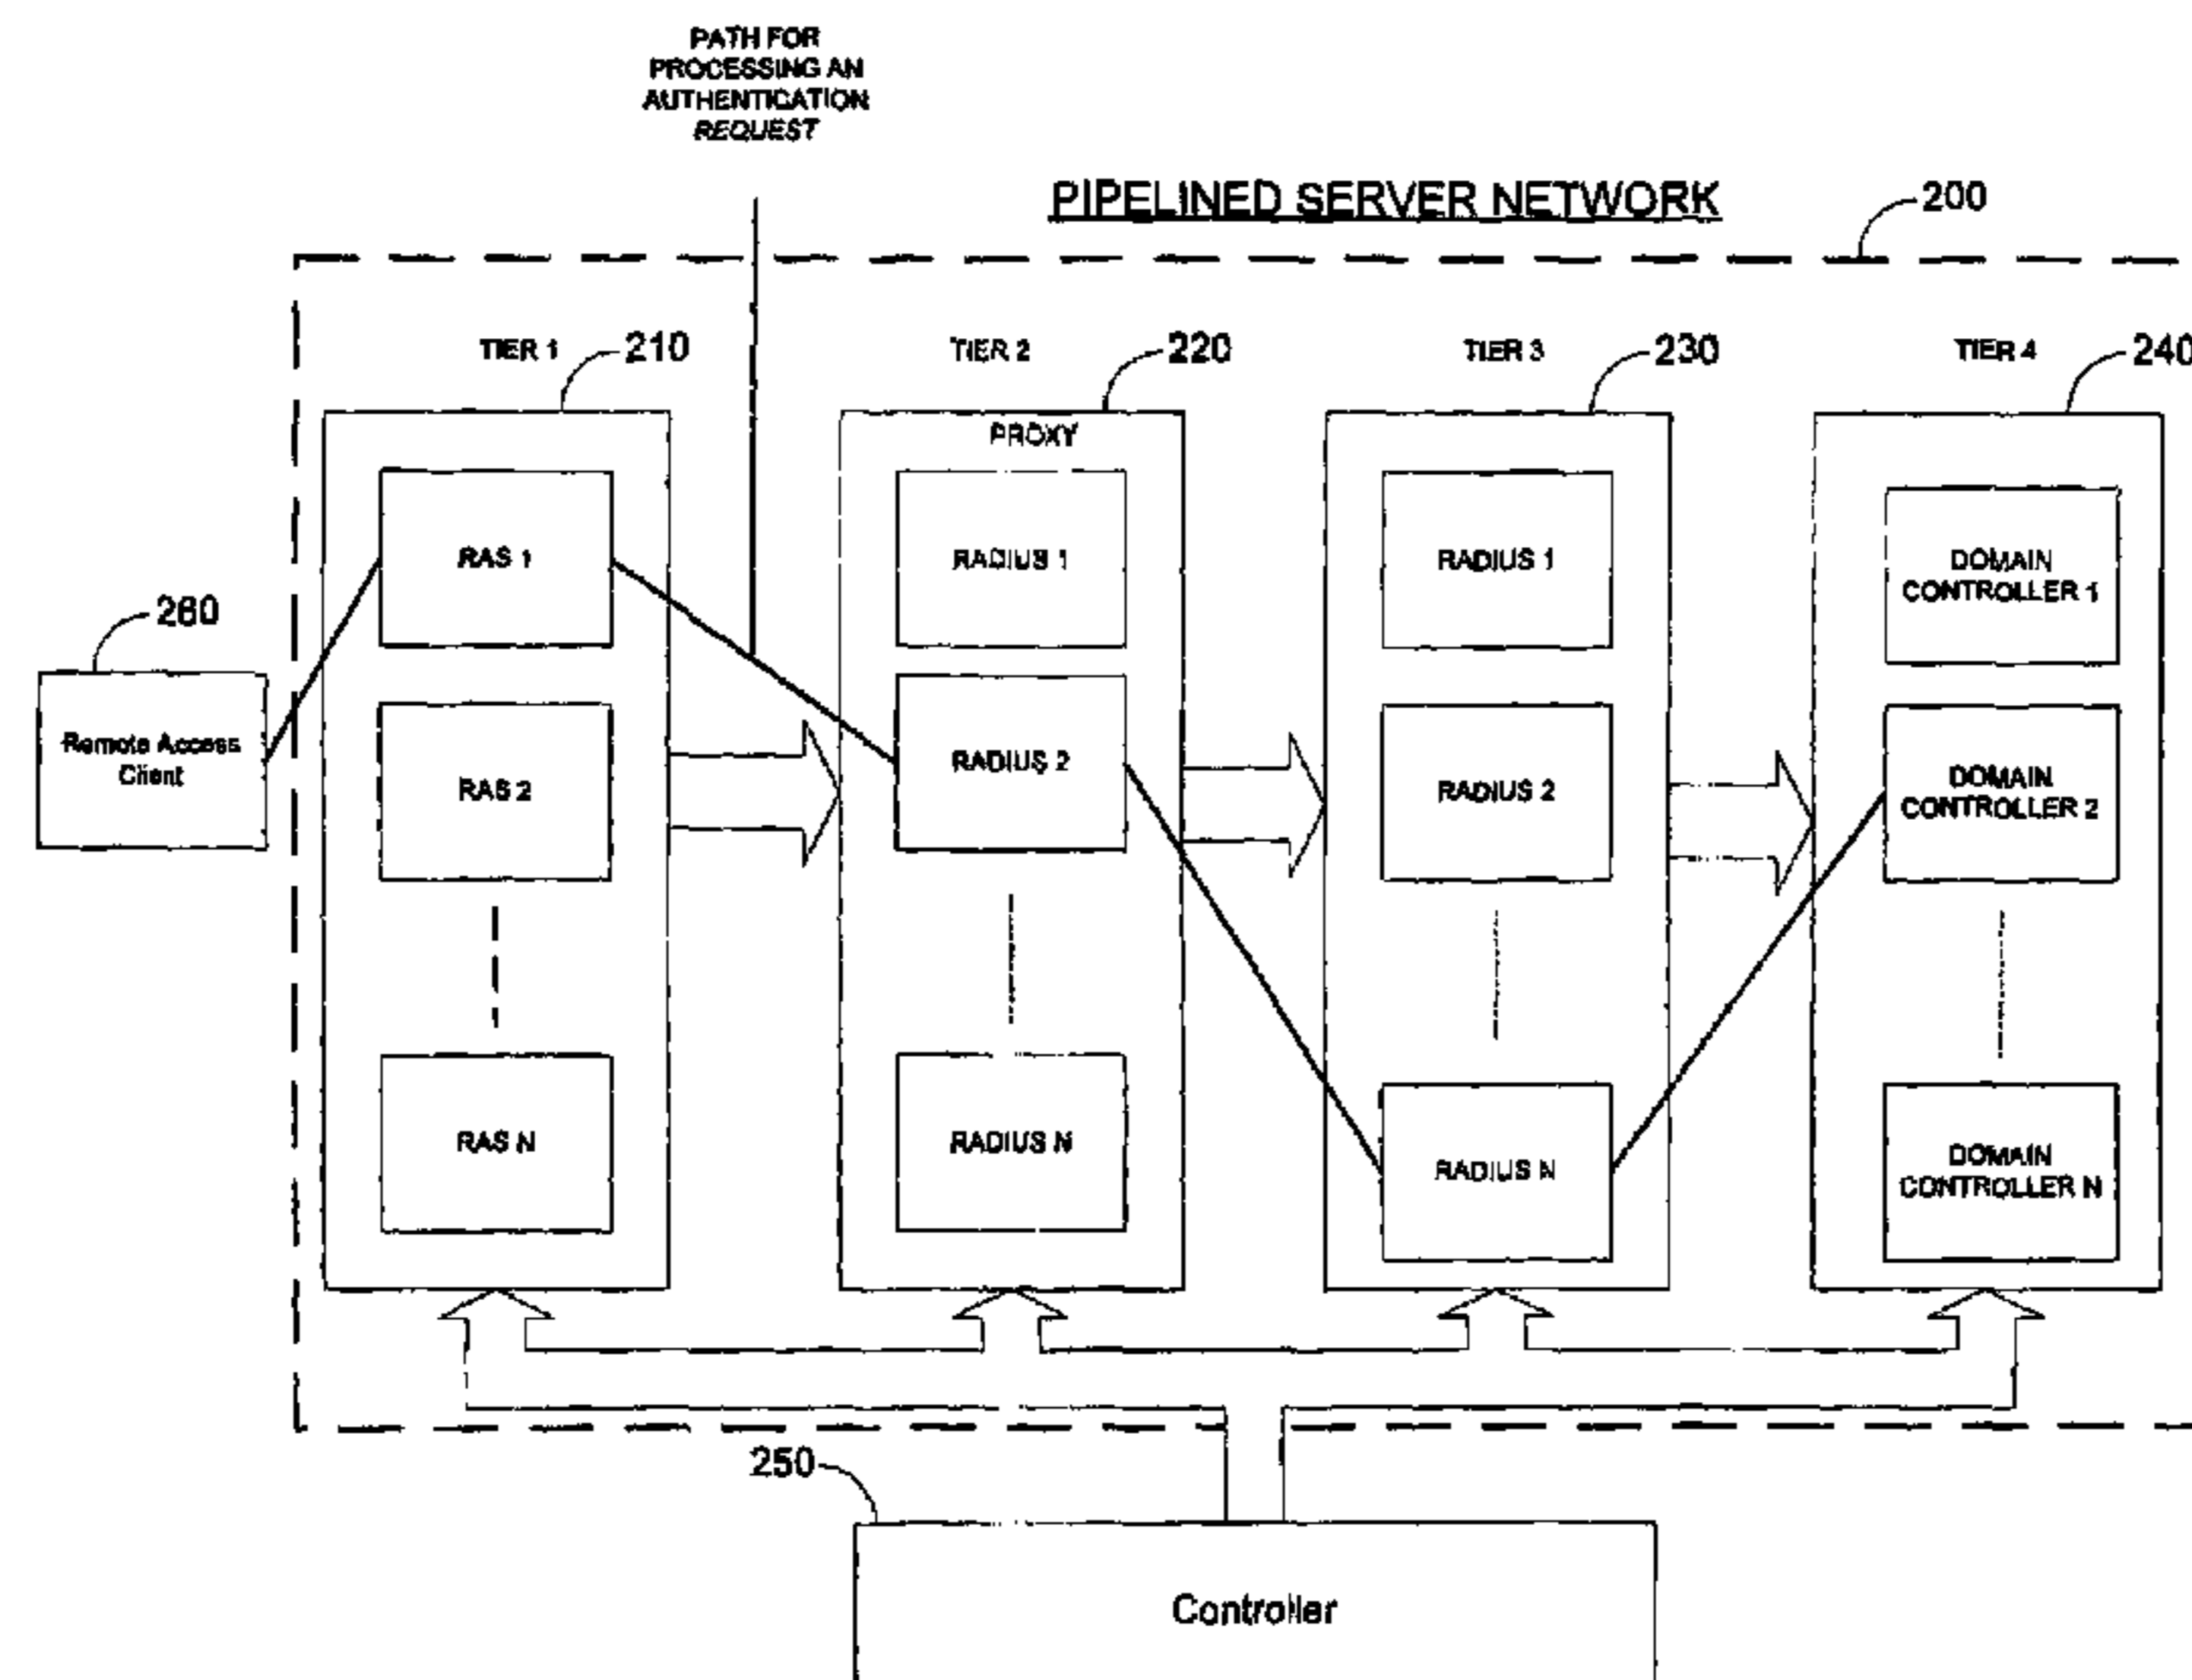 PATH FOR
PROCESSING AN
AUTHENTICATION
REQUEST
PIPELINED SERVER NETWORK
200
TIER 1
210
TIER 2
220
TIER 3
230
TIER 4
240
PROXY
RAS 1
RADIUS 1
RADIUS 1
DOMAIN
CONTROLLER 1
260
Remote Access
Client
RAS 2
RADIUS 2
RADIUS 2
DOMAIN
CONTROLLER 2
RAS N
RADIUS N
RADIUS N
DOMAIN
CONTROLLER N
250
Controller